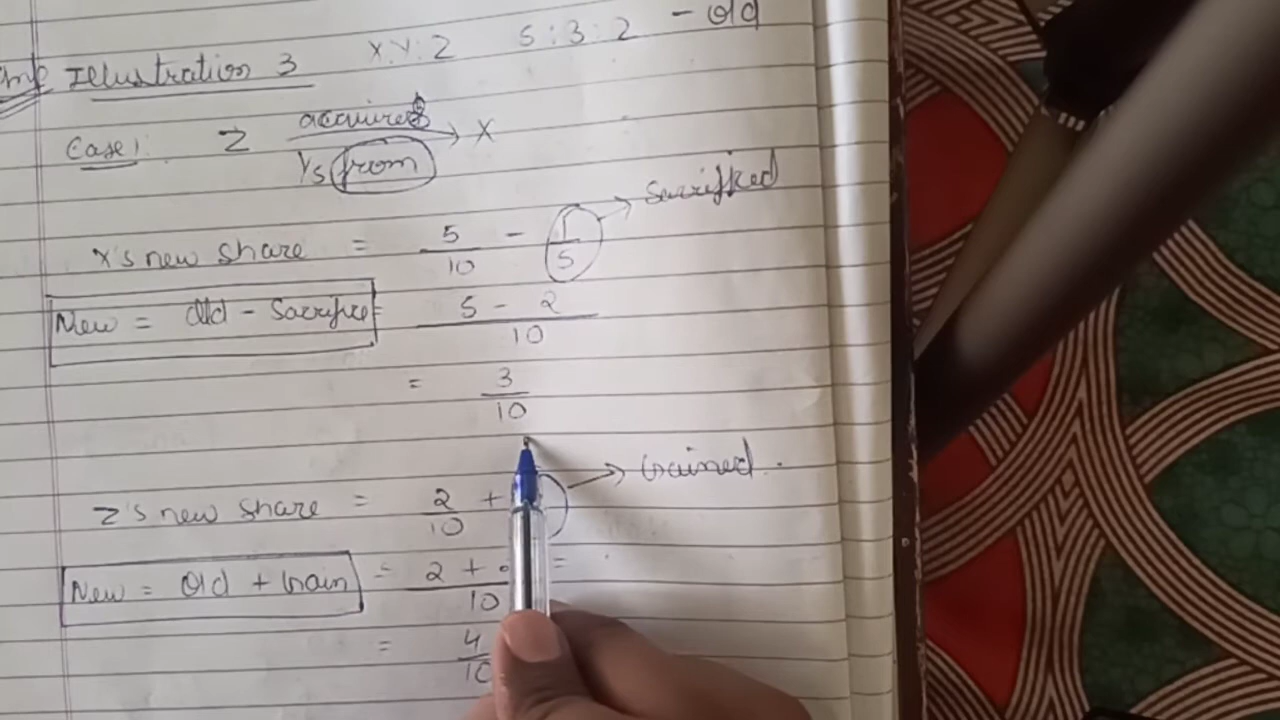 Illustration 3 X:Y:Z 5:3:2 - Old
Case 1: Z acquires → X
1/5 from
X's new share = 5/10 - 1/5 → Sacrificed
New = Old - Sacrifice = 5 - 2 / 10
= 3/10
Z's new share = 2/10 + → Gained.
New = Old + Gain = 2 + / 10 =
= 4/10